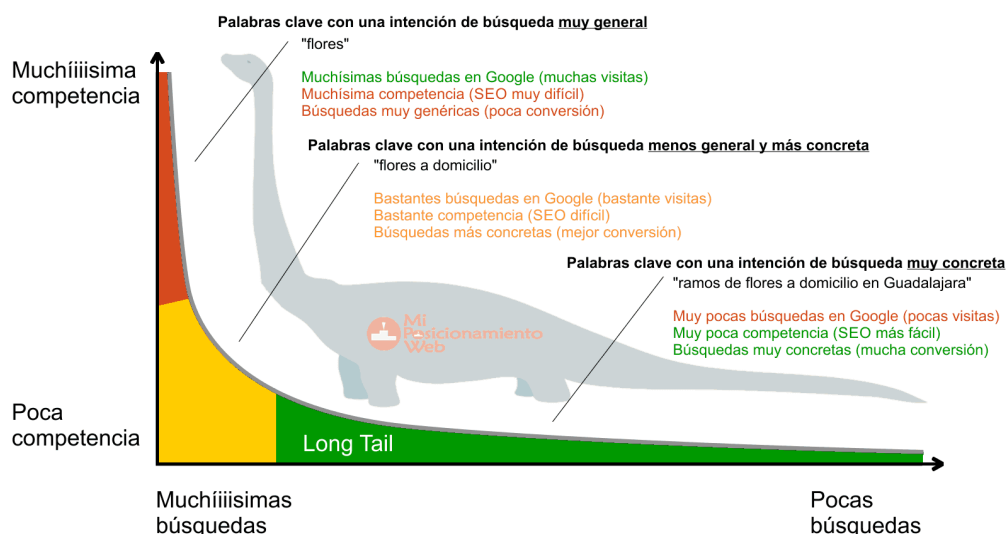 Palabras clave con una intención de búsqueda muy general
"flores"
Muchíiiisima
competencia
Muchísimas búsquedas en Google (muchas visitas)
Muchísima competencia (SEO muy difícil)
Búsquedas muy genéricas (poca conversión)
Palabras clave con una intención de búsqueda menos general y más concreta
"flores a domicilio"
Bastantes búsquedas en Google (bastante visitas)
Bastante competencia (SEO difícil)
Búsquedas más concretas (mejor conversión)
Palabras clave con una intención de búsqueda muy concreta
"ramos de flores a domicilio en Guadalajara"
Muy pocas búsquedas en Google (pocas visitas)
Muy poca competencia (SEO más fácil)
Búsquedas muy concretas (mucha conversión)
Mi
Posicionamiento
Web
Poca
competencia
Long Tail
Muchíiiisimas
búsquedas
Pocas
búsquedas